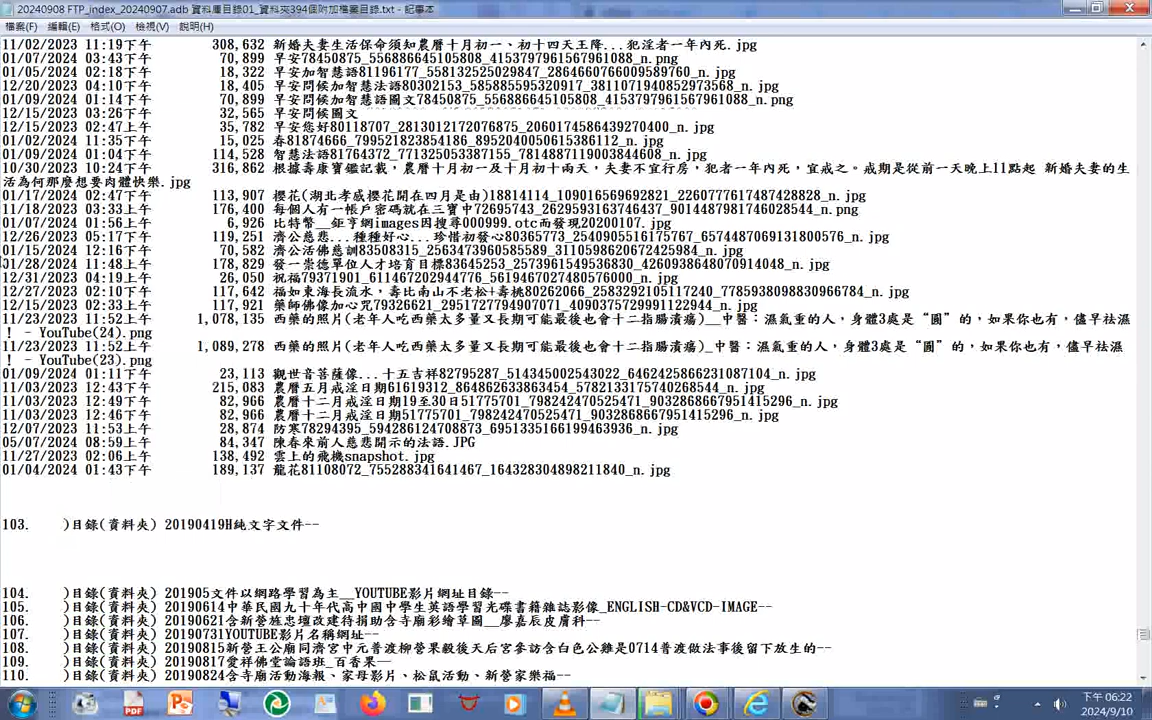 20240908 FTP_index_20240907.adb 資料庫目錄01_資料夾394個附加檔案目錄.txt - 記事本
檔案(F) 編輯(E) 格式(O) 檢視(V) 說明(H)
11/02/2023 11:19下午 308,632 新婚夫妻生活保命須知農曆十月初一、初十四天王降...犯淫者一年內死.jpg
01/07/2024 03:43下午 70,899 早安78450875_556886645105808_4153797961567961088_n.png
01/05/2024 02:18下午 18,322 早安加智慧語81196177_558132525029847_2864660766009589760_n.jpg
12/20/2024 04:10下午 18,405 早安問候加智慧法語80302153_585885595320917_3811071940852973568_n.jpg
01/09/2024 01:14下午 70,899 早安問候加智慧語圖文78450875_556886645105808_4153797961567961088_n.png
12/15/2024 03:26下午 32,565 早安問候圖文
12/15/2024 02:47上午 35,782 早安您好80118707_2813012172076875_2060174586439270400_n.jpg
01/02/2024 11:35下午 15,025 春81874666_799521823854186_8952040050615386112_n.jpg
01/09/2024 01:04下午 114,528 智慧法語81764372_771325053387155_7814887119003844608_n.jpg
10/30/2023 10:24下午 316,862 根據壽康寶鑑記載，農曆十月初一及十月初十兩天，夫妻不宜行房，犯者一年內死，宜戒之。戒期是從前一天晚上11點起 新婚夫妻的生
活為何那麼想要肉體快樂.jpg
01/17/2024 02:47下午 113,907 櫻花(湖北孝感櫻花開在四月是由)18814114_109016569692821_2260777617487428828_n.jpg
11/18/2023 03:33上午 176,400 每個人有一帳戶密碼就在三寶中72695743_2629593163746437_9014487981746028544_n.png
01/07/2024 01:56上午 6,926 比特幣__鉅亨網images因搜尋000999.otc而發現20200107.jpg
12/26/2023 05:17下午 119,251 濟公慈悲...種種好心...珍惜初發心80365773_2540905516175767_6574487069131800576_n.jpg
01/15/2024 12:16下午 70,582 濟公活佛慈訓83508315_2563473960585589_3110598620672425984_n.jpg
01/28/2024 11:48上午 178,829 發一崇德單位人才培育目標83645253_2573961549536830_4260938648070914048_n.jpg
12/31/2023 04:19上午 26,050 祝福79371901_611467202944776_5619467027480576000_n.jpg
12/27/2023 02:10下午 117,642 福如東海長流水，壽比南山不老松+壽桃80262066_2583292105117240_7785938098830966784_n.jpg
12/15/2023 02:33上午 117,921 藥師佛像加心咒79326621_2951727794907071_4090375729991122944_n.jpg
11/23/2023 11:52上午 1,078,135 西藥的照片(老年人吃西藥太多量又長期可能最後也會十二指腸潰瘍)__中醫：濕氣重的人，身體3處是“圓”的，如果你也有，儘早祛濕
! - YouTube(24).png
11/23/2023 11:52上午 1,089,278 西藥的照片(老年人吃西藥太多量又長期可能最後也會十二指腸潰瘍)_中醫：濕氣重的人，身體3處是“圓”的，如果你也有，儘早祛濕
! - YouTube(23).png
01/09/2024 01:11下午 23,113 觀世音菩薩像...十五吉祥82795287_514345002543022_6462425866231087104_n.jpg
11/03/2023 12:43下午 215,083 農曆五月戒淫日期61619312_864862633863454_5782133175740268544_n.jpg
11/03/2023 12:49下午 82,966 農曆十二月戒淫日期19至30日51775701_798242470525471_9032868667951415296_n.jpg
11/03/2023 12:46下午 82,966 農曆十二月戒淫日期51775701_798242470525471_9032868667951415296_n.jpg
12/07/2023 11:53上午 28,874 防寒78294395_594286124708873_6951335166199463936_n.jpg
05/07/2024 08:59上午 84,347 陳春來前人慈悲開示的法語.JPG
11/27/2023 02:06上午 138,492 雲上的飛機snapshot.jpg
01/04/2024 01:43下午 189,137 龍花81108072_755288341641467_164328304898211840_n.jpg
103. )目錄(資料夾) 20190419H純文字文件--
104. )目錄(資料夾) 201905文件以網路學習為主__YOUTUBE影片網址目錄--
105. )目錄(資料夾) 20190614中華民國九十年代高中國中學生英語學習光碟書籍雜誌影像_ENGLISH-CD&VCD-IMAGE--
106. )目錄(資料夾) 20190621含新營旌忠壇改建待捐助含寺廟彩繪草圖__廖嘉辰皮膚科--
107. )目錄(資料夾) 20190731YOUTUBE影片名稱網址--
108. )目錄(資料夾) 20190815新營王公廟同濟宮中元普渡柳營果毅後天后宮參訪含白色公雞是0714普渡做法事後留下放生的--
109. )目錄(資料夾) 20190817愛祥佛堂論語班_百香果--
110. )目錄(資料夾) 20190824含寺廟活動海報、家母影片、松鼠活動、新營家樂福--
下午 06:22
2024/9/10